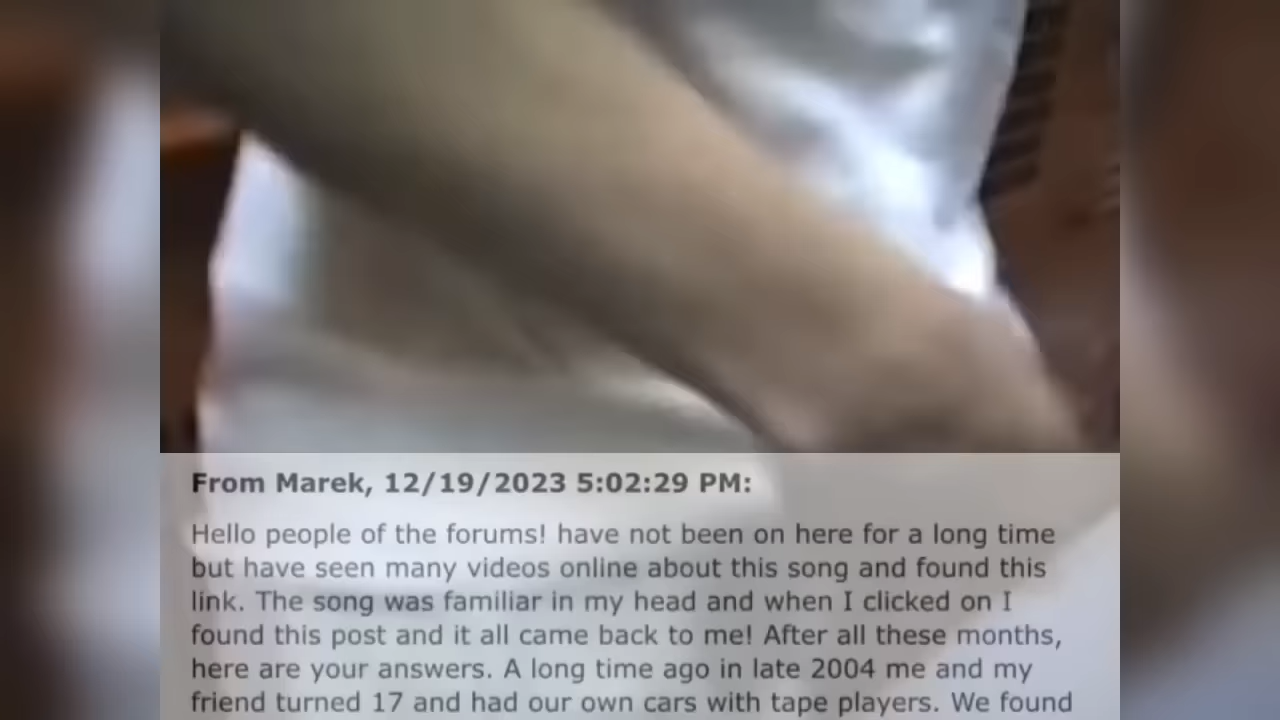 From Marek, 12/19/2023 5:02:29 PM:
Hello people of the forums! have not been on here for a long time
but have seen many videos online about this song and found this
link. The song was familiar in my head and when I clicked on I
found this post and it all came back to me! After all these months,
here are your answers. A long time ago in late 2004 me and my
friend turned 17 and had our own cars with tape players. We found